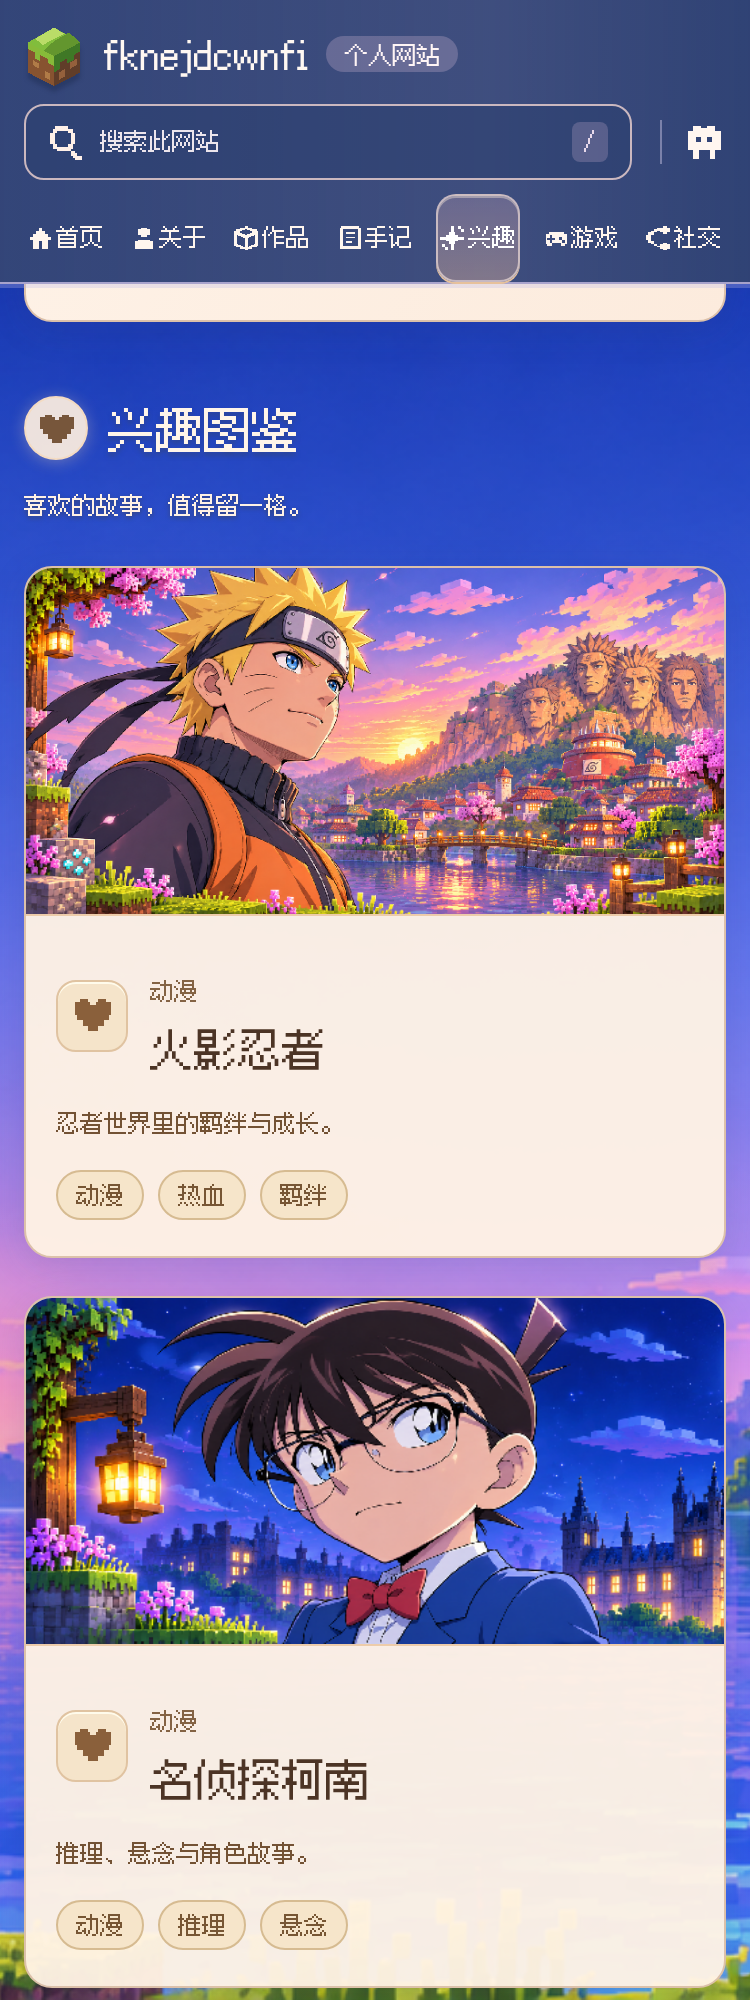 fknejdcwnfi 个人网站
搜索此网站 /
首页 关于 作品 手记 兴趣 游戏 社交
兴趣图鉴
喜欢的故事，值得留一格。
动漫
火影忍者
忍者世界里的羁绊与成长。
动漫 热血 羁绊
动漫
名侦探柯南
推理、悬念与角色故事。
动漫 推理 悬念